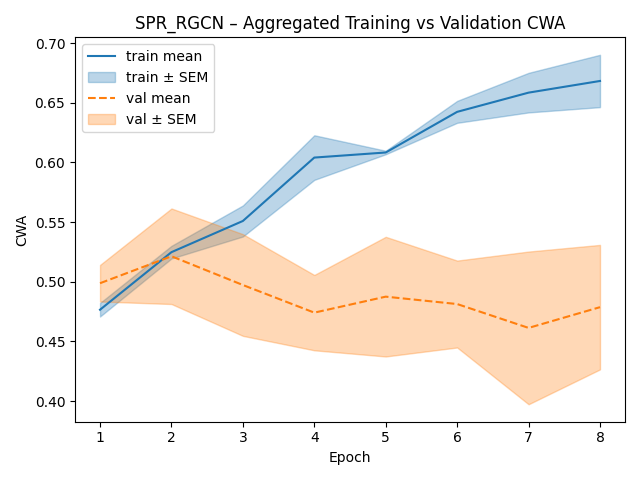 SPR_RGCN – Aggregated Training vs Validation CWA
train mean
train ± SEM
val mean
val ± SEM
CWA
0.70
0.65
0.60
0.55
0.50
0.45
0.40
1 2 3 4 5 6 7 8
Epoch